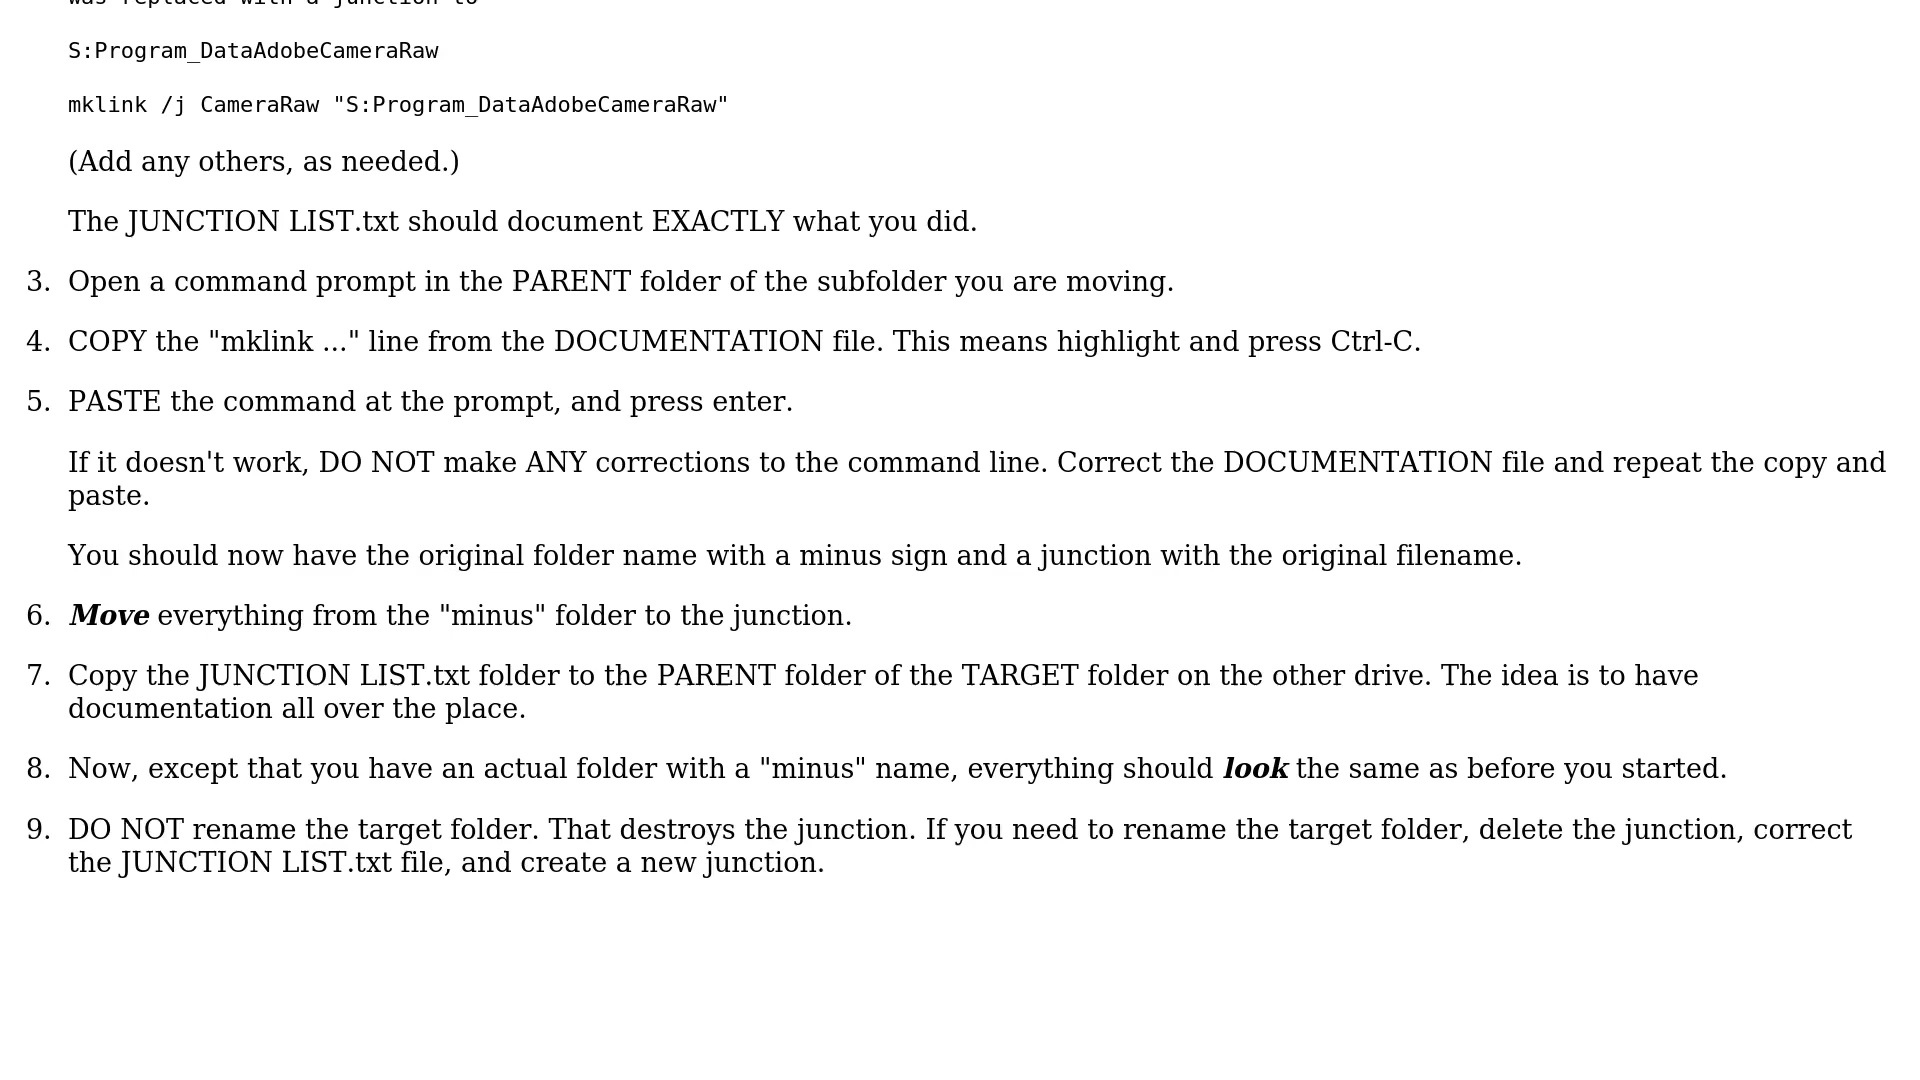 was replaced with a junction to
S:Program_DataAdobeCameraRaw
mklink /j CameraRaw "S:Program_DataAdobeCameraRaw"
(Add any others, as needed.)
The JUNCTION LIST.txt should document EXACTLY what you did.
3. Open a command prompt in the PARENT folder of the subfolder you are moving.
4. COPY the "mklink ..." line from the DOCUMENTATION file. This means highlight and press Ctrl-C.
5. PASTE the command at the prompt, and press enter.
If it doesn't work, DO NOT make ANY corrections to the command line. Correct the DOCUMENTATION file and repeat the copy and
paste.
You should now have the original folder name with a minus sign and a junction with the original filename.
6. Move everything from the "minus" folder to the junction.
7. Copy the JUNCTION LIST.txt folder to the PARENT folder of the TARGET folder on the other drive. The idea is to have
documentation all over the place.
8. Now, except that you have an actual folder with a "minus" name, everything should look the same as before you started.
9. DO NOT rename the target folder. That destroys the junction. If you need to rename the target folder, delete the junction, correct
the JUNCTION LIST.txt file, and create a new junction.